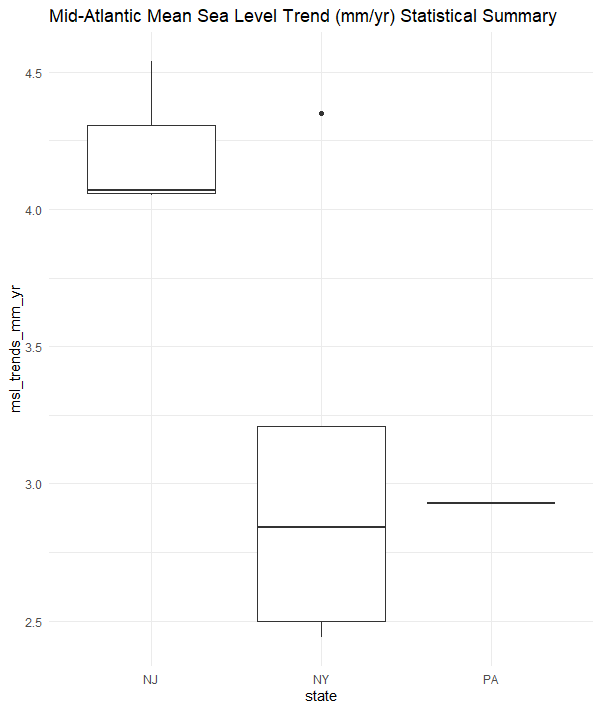 Mid-Atlantic Mean Sea Level Trend (mm/yr) Statistical Summary
4.5
4.0
3.5
3.0
2.5
msl_trends_mm_yr
NJ
NY
PA
state